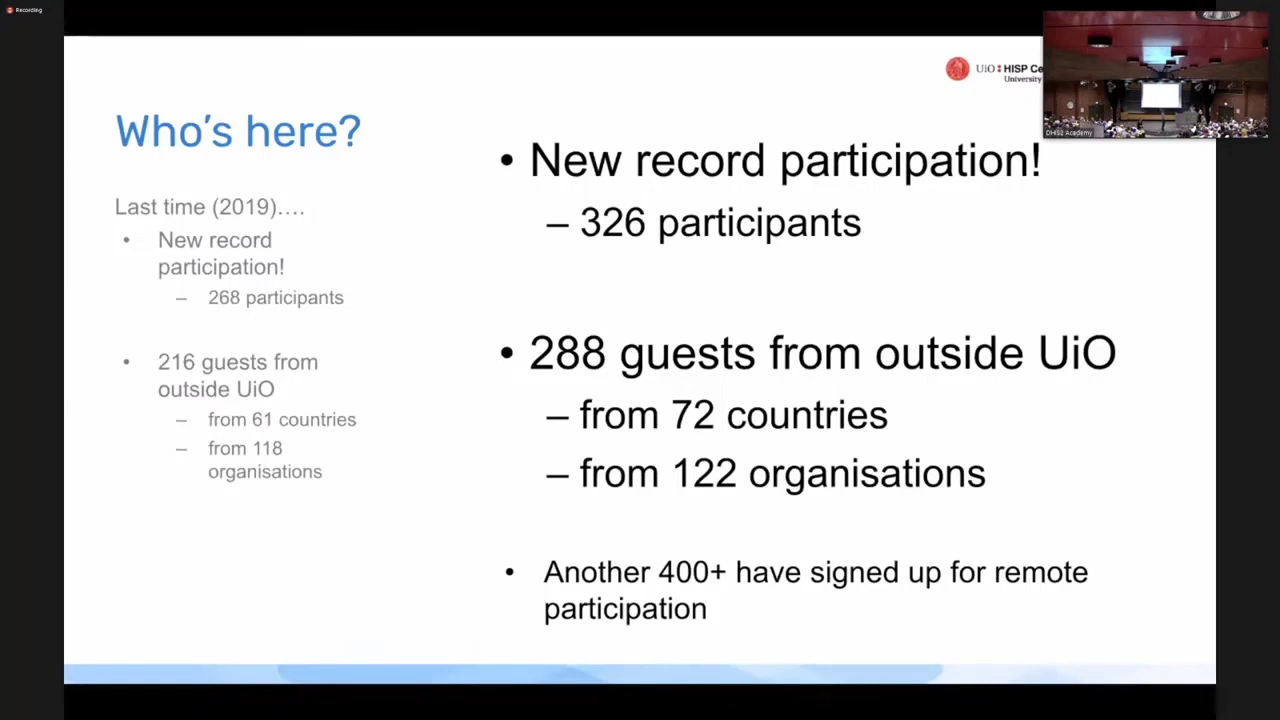 Recording
UiO : HISP Ce
University
DHIS2 Academy
Who's here?
Last time (2019)....
• New record
participation!
– 268 participants
• 216 guests from
outside UiO
– from 61 countries
– from 118
organisations
• New record participation!
– 326 participants
• 288 guests from outside UiO
– from 72 countries
– from 122 organisations
• Another 400+ have signed up for remote
participation